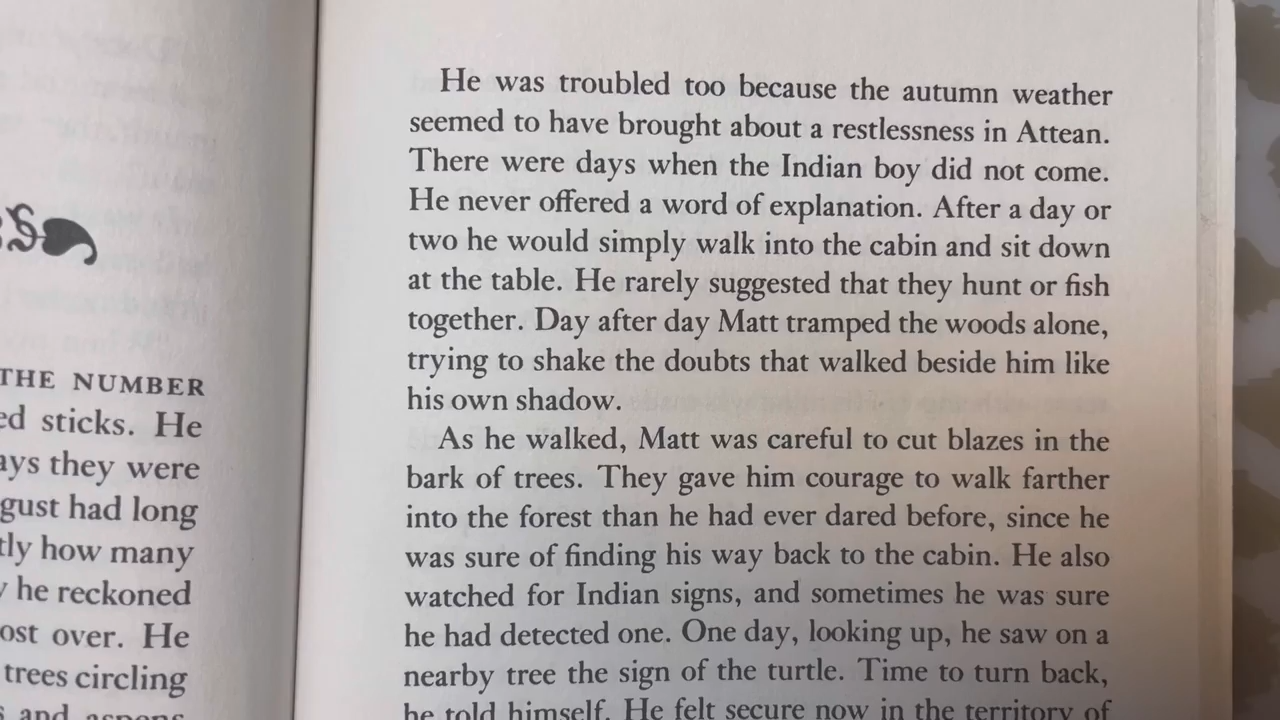 THE NUMBER
sticks. He
they were
had long
how many
he reckoned
over. He
trees circling
and
He was troubled too because the autumn weather
seemed to have brought about a restlessness in Attean.
There were days when the Indian boy did not come.
He never offered a word of explanation. After a day or
two he would simply walk into the cabin and sit down
at the table. He rarely suggested that they hunt or fish
together. Day after day Matt tramped the woods alone,
trying to shake the doubts that walked beside him like
his own shadow.
As he walked, Matt was careful to cut blazes in the
bark of trees. They gave him courage to walk farther
into the forest than he had ever dared before, since he
was sure of finding his way back to the cabin. He also
watched for Indian signs, and sometimes he was sure
he had detected one. One day, looking up, he saw on a
nearby tree the sign of the turtle. Time to turn back,
he told himself. He felt secure now in the territory of